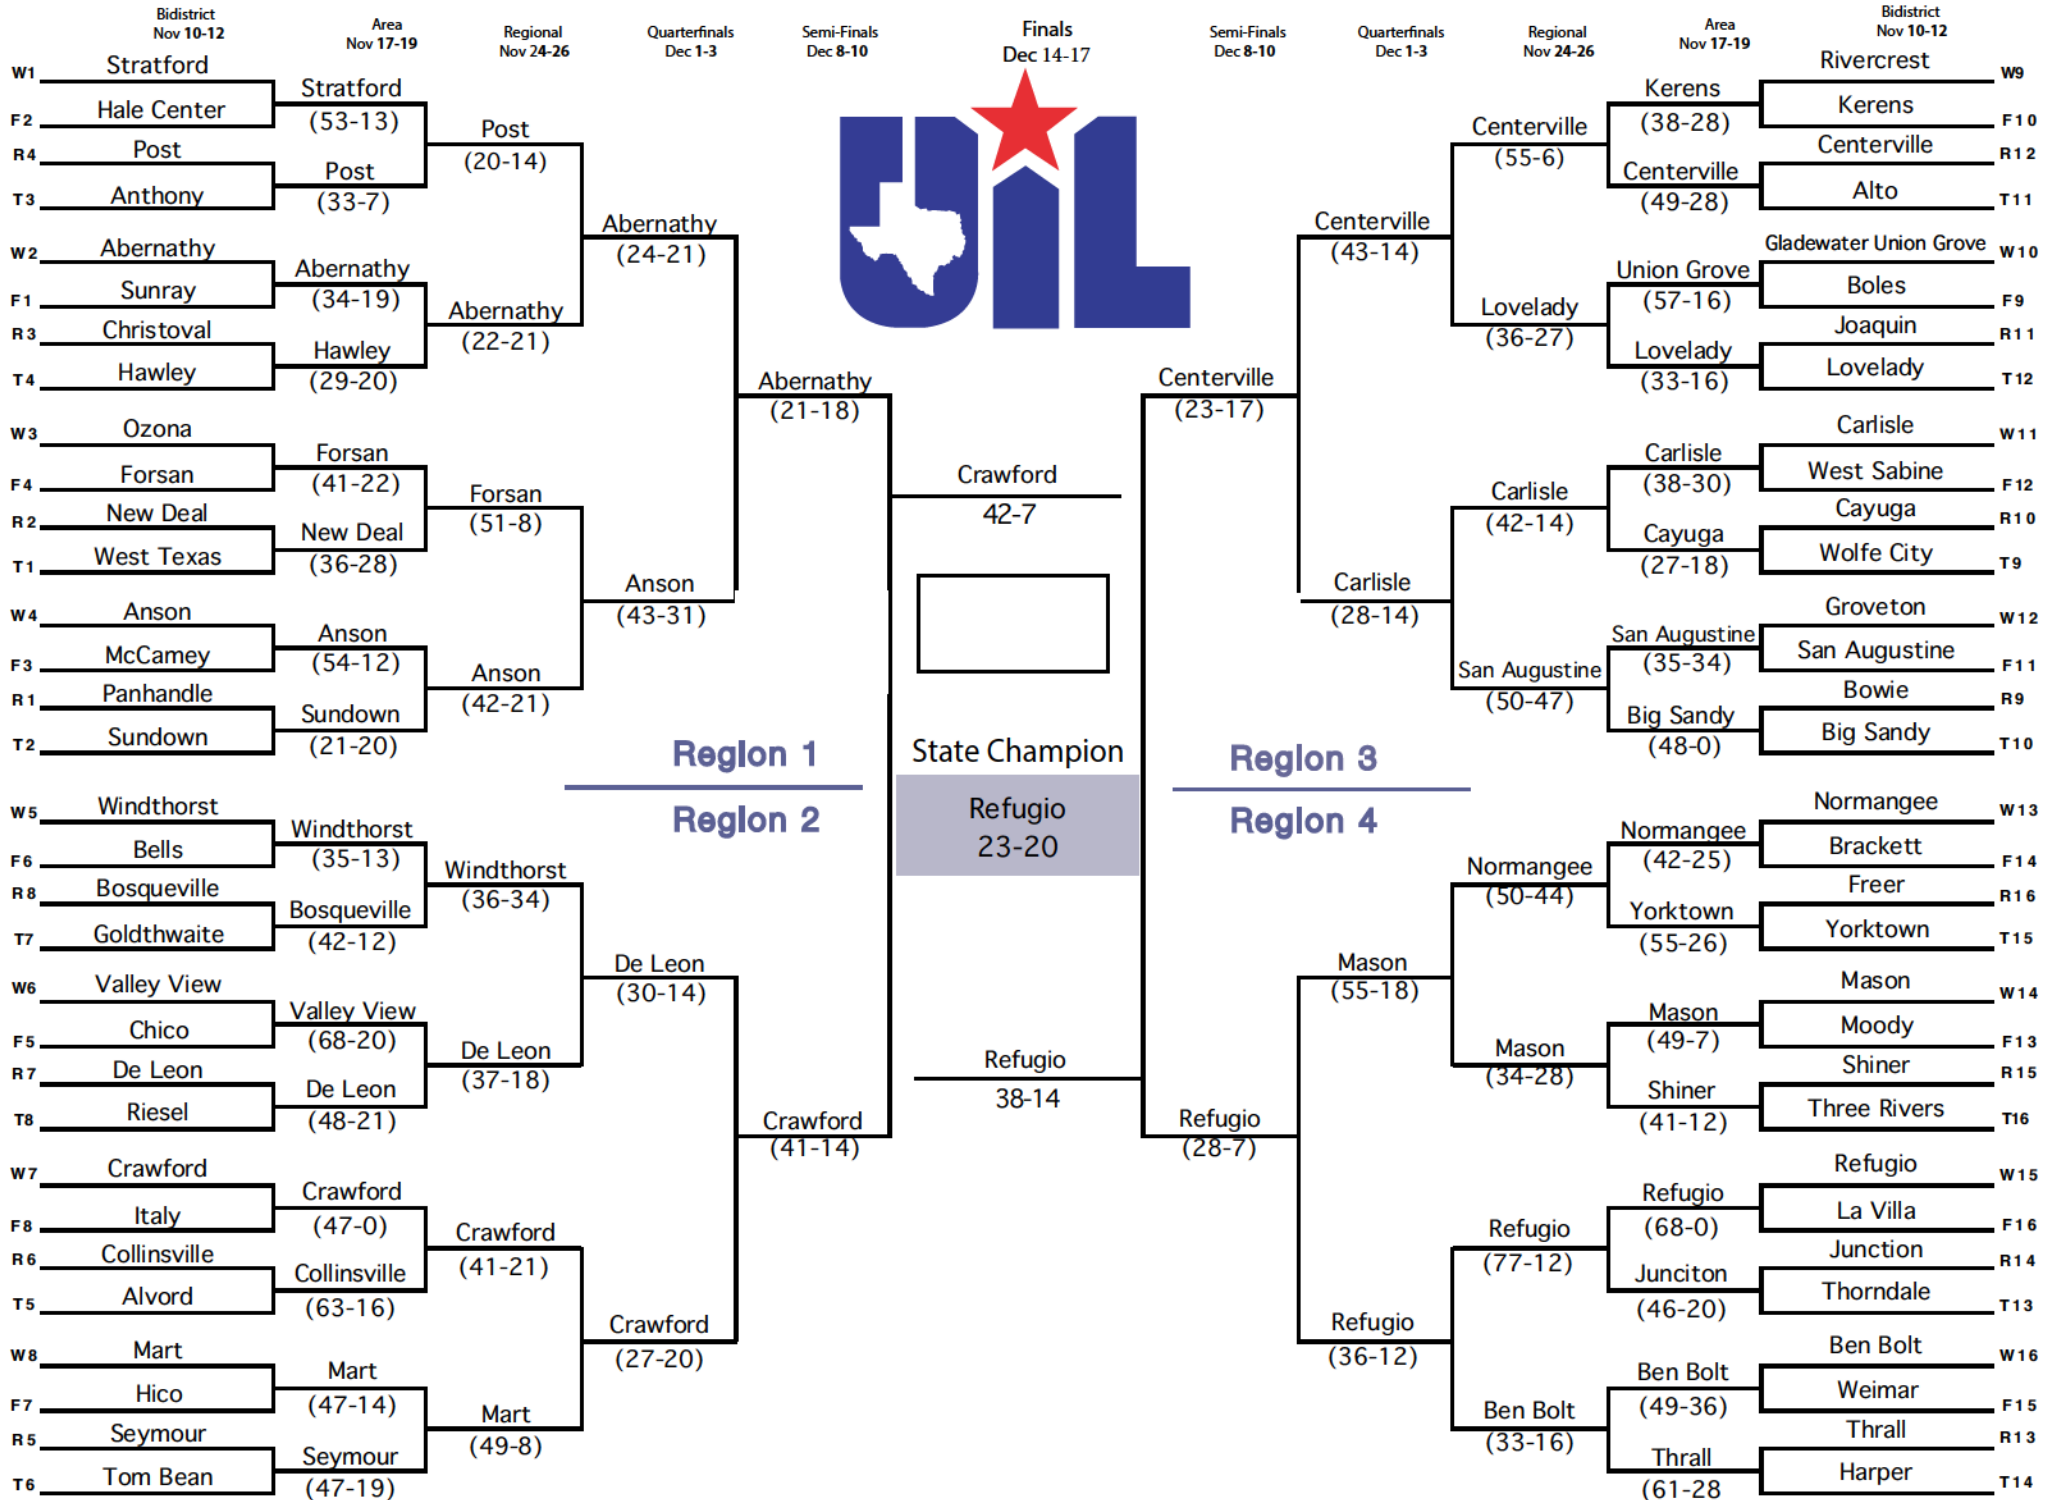 Bidistrict
Nov 10-12
Area
Nov 17-19
Regional
Nov 24-26
Quarterfinals
Dec 1-3
Semi-Finals
Dec 8-10
Finals
Dec 14-17
Semi-Finals
Dec 8-10
Quarterfinals
Dec 1-3
Regional
Nov 24-26
Area
Nov 17-19
Bidistrict
Nov 10-12
UIL
W1 Stratford
F2 Hale Center
R4 Post
T3 Anthony
W2 Abernathy
F1 Sunray
R3 Christoval
T4 Hawley
W3 Ozona
F4 Forsan
R2 New Deal
T1 West Texas
W4 Anson
F3 McCamey
R1 Panhandle
T2 Sundown
W5 Windthorst
F6 Bells
R8 Bosqueville
T7 Goldthwaite
W6 Valley View
F5 Chico
R7 De Leon
T8 Riesel
W7 Crawford
F8 Italy
R6 Collinsville
T5 Alvord
W8 Mart
F7 Hico
R5 Seymour
T6 Tom Bean
Stratford
(53-13)
Post
(33-7)
Abernathy
(34-19)
Hawley
(29-20)
Forsan
(41-22)
New Deal
(36-28)
Anson
(54-12)
Sundown
(21-20)
Windthorst
(35-13)
Bosqueville
(42-12)
Valley View
(68-20)
De Leon
(48-21)
Crawford
(47-0)
Collinsville
(63-16)
Mart
(47-14)
Seymour
(47-19)
Post
(20-14)
Abernathy
(22-21)
Forsan
(51-8)
Anson
(42-21)
Windthorst
(36-34)
De Leon
(37-18)
Crawford
(41-21)
Mart
(49-8)
Abernathy
(24-21)
Anson
(43-31)
De Leon
(30-14)
Crawford
(27-20)
Abernathy
(21-18)
Crawford
(41-14)
Region 1
Region 2
Crawford
42-7
State Champion
Refugio
23-20
Refugio
38-14
Region 3
Region 4
Centerville
(23-17)
Refugio
(28-7)
Centerville
(43-14)
Carlisle
(28-14)
Mason
(55-18)
Refugio
(36-12)
Centerville
(55-6)
Lovelady
(36-27)
Carlisle
(42-14)
San Augustine
(50-47)
Normangee
(50-44)
Mason
(34-28)
Refugio
(77-12)
Ben Bolt
(33-16)
Kerens
(38-28)
Centerville
(49-28)
Union Grove
(57-16)
Lovelady
(33-16)
Carlisle
(38-30)
Cayuga
(27-18)
San Augustine
(35-34)
Big Sandy
(48-0)
Normangee
(42-25)
Yorktown
(55-26)
Mason
(49-7)
Shiner
(41-12)
Refugio
(68-0)
Junciton
(46-20)
Ben Bolt
(49-36)
Thrall
(61-28
Rivercrest W9
Kerens F10
Centerville R12
Alto T11
Gladewater Union Grove W10
Boles F9
Joaquin R11
Lovelady T12
Carlisle W11
West Sabine F12
Cayuga R10
Wolfe City T9
Groveton W12
San Augustine F11
Bowie R9
Big Sandy T10
Normangee W13
Brackett F14
Freer R16
Yorktown T15
Mason W14
Moody F13
Shiner R15
Three Rivers T16
Refugio W15
La Villa F16
Junction R14
Thorndale T13
Ben Bolt W16
Weimar F15
Thrall R13
Harper T14